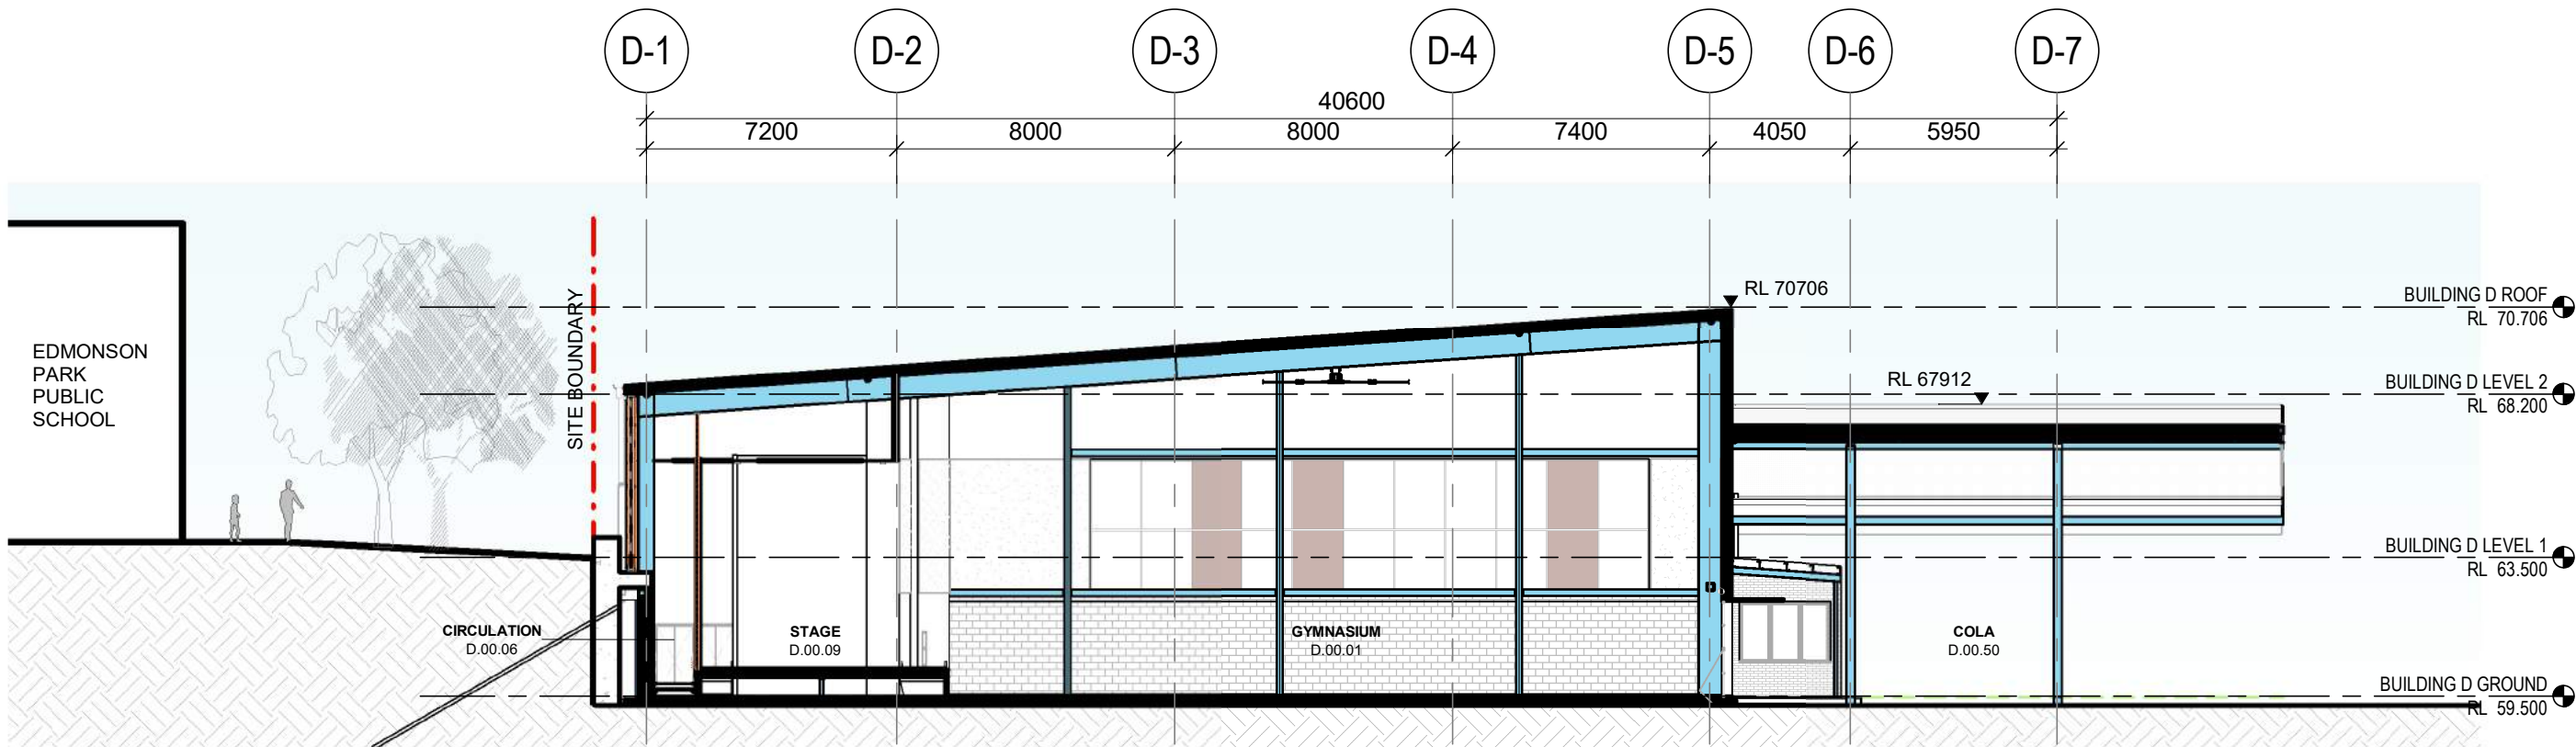 D-1 D-2 D-3 D-4 D-5 D-6 D-7
40600
7200 8000 8000 7400 4050 5950
SITE BOUNDARY
RL 70706
BUILDING D ROOF
RL 70.706
EDMONSON
PARK
PUBLIC
SCHOOL
RL 67912
BUILDING D LEVEL 2
RL 68.200
BUILDING D LEVEL 1
RL 63.500
CIRCULATION
D.00.06
STAGE
D.00.09
GYMNASIUM
D.00.01
COLA
D.00.50
BUILDING D GROUND
RL 59.500